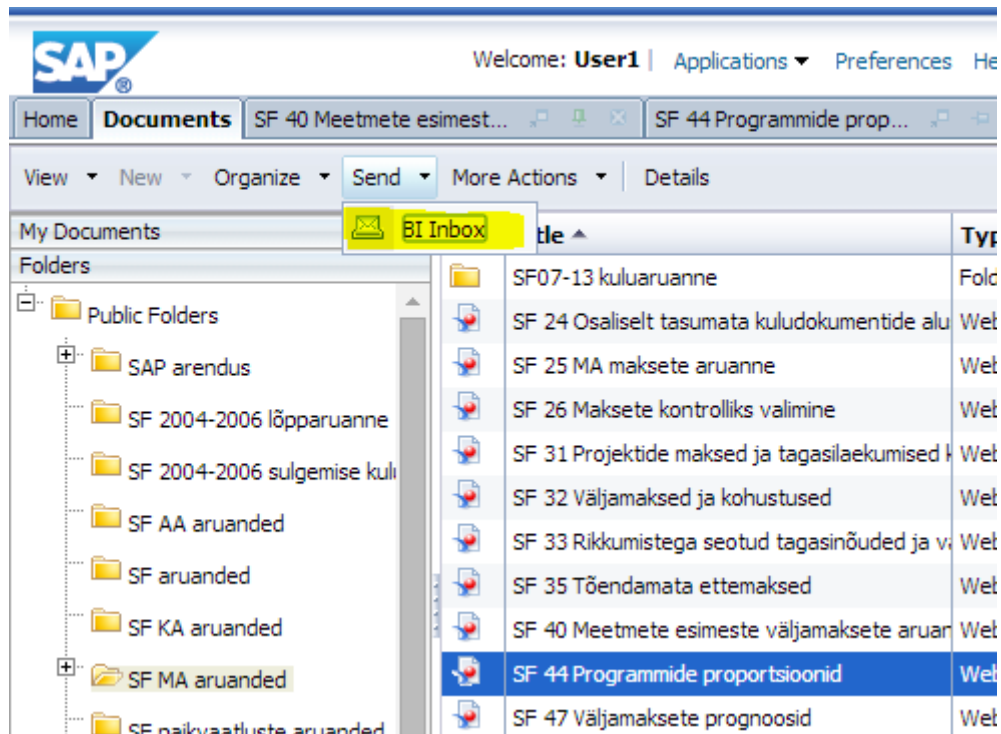 SAP ®
Welcome: User1 | Applications Preferences He
Home Documents SF 40 Meetmete esimest... SF 44 Programmide prop...
View New Organize Send More Actions Details
BI Inbox
My Documents
Folders
Public Folders
SAP arendus
SF 2004-2006 lõpparuanne
SF 2004-2006 sulgemise kulu
SF AA aruanded
SF aruanded
SF KA aruanded
SF MA aruanded
SF paikvaatluste aruanded
tle Typ
SF07-13 kuluaruanne Fold
SF 24 Osaliselt tasumata kuludokumentide alu Web
SF 25 MA maksete aruanne Web
SF 26 Maksete kontrolliks valimine Web
SF 31 Projektide maksed ja tagasilaekumised k Web
SF 32 Väljamaksed ja kohustused Web
SF 33 Rikkumistega seotud tagasinõuded ja va Web
SF 35 Tõendamata ettemaksed Web
SF 40 Meetmete esimeste väljamaksete aruan Web
SF 44 Programmide proportsioonid Web
SF 47 Väljamaksete prognoosid Web